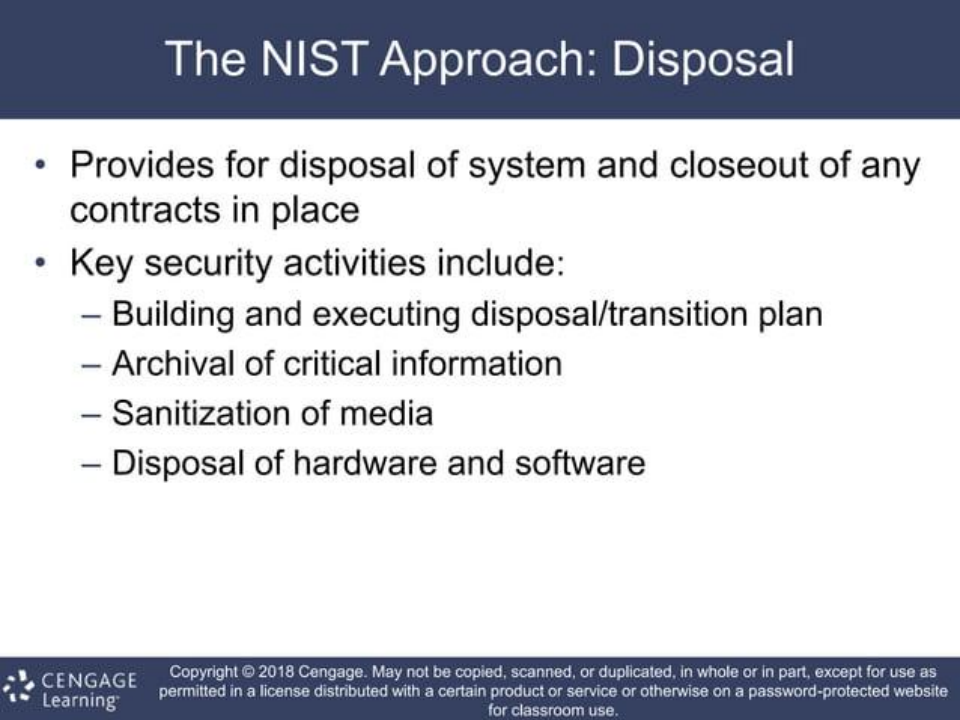 The NIST Approach: Disposal
• Provides for disposal of system and closeout of any
contracts in place
• Key security activities include:
– Building and executing disposal/transition plan
– Archival of critical information
– Sanitization of media
– Disposal of hardware and software
CENGAGE
Learning
Copyright © 2018 Cengage. May not be copied, scanned, or duplicated, in whole or in part, except for use as
permitted in a license distributed with a certain product or service or otherwise on a password-protected website
for classroom use.